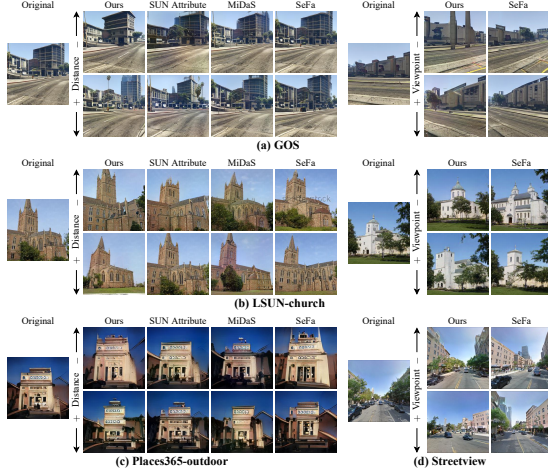 Original Ours SUN Attribute MiDaS SeFa Original Ours SeFa
+ Distance −
+ Viewpoint −
(a) GOS
Original Ours SUN Attribute MiDaS SeFa Original Ours SeFa
+ Distance −
+ Viewpoint −
(b) LSUN-church
Original Ours SUN Attribute MiDaS SeFa Original Ours SeFa
+ Distance −
+ Viewpoint −
(c) Places365-outdoor (d) Streetview